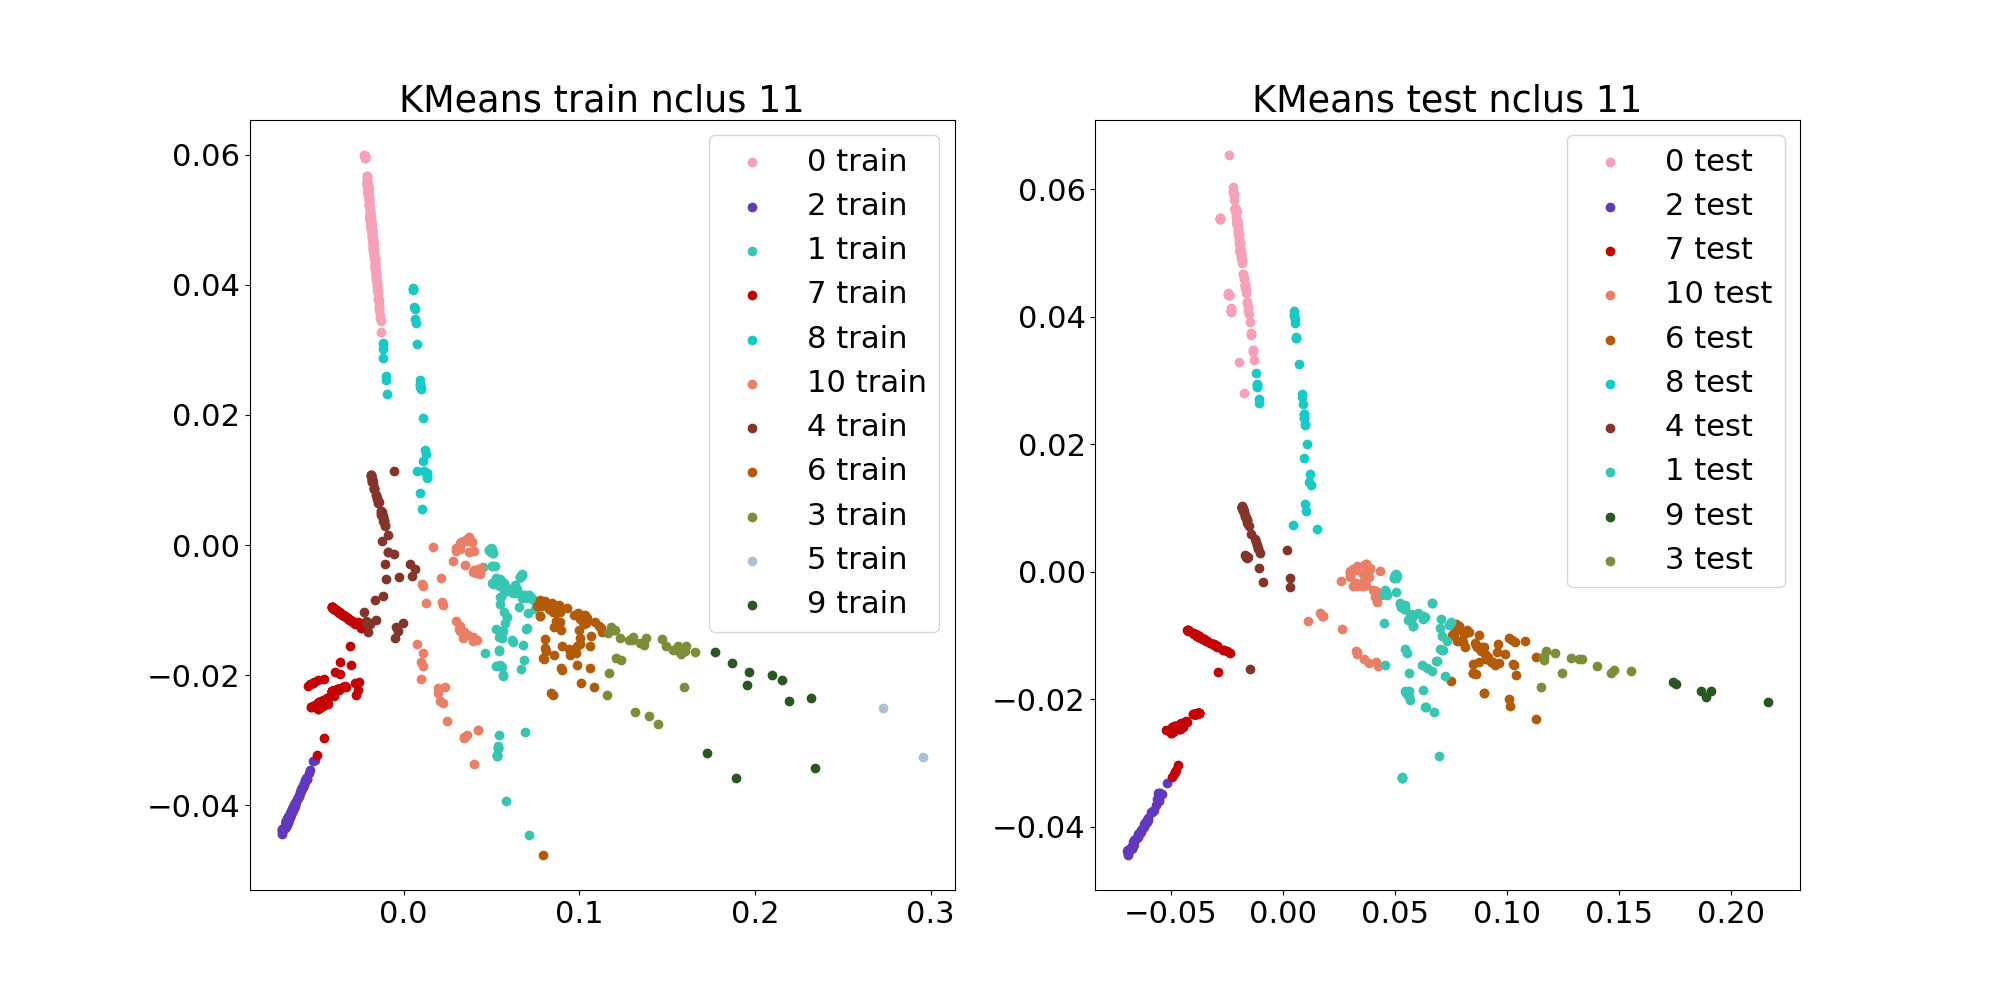 KMeans train nclus 11
0.06
0.04
0.02
0.00
−0.02
−0.04
0.0
0.1
0.2
0.3
0 train
2 train
1 train
7 train
8 train
10 train
4 train
6 train
3 train
5 train
9 train
KMeans test nclus 11
0.06
0.04
0.02
0.00
−0.02
−0.04
−0.05
0.00
0.05
0.10
0.15
0.20
0 test
2 test
7 test
10 test
6 test
8 test
4 test
1 test
9 test
3 test